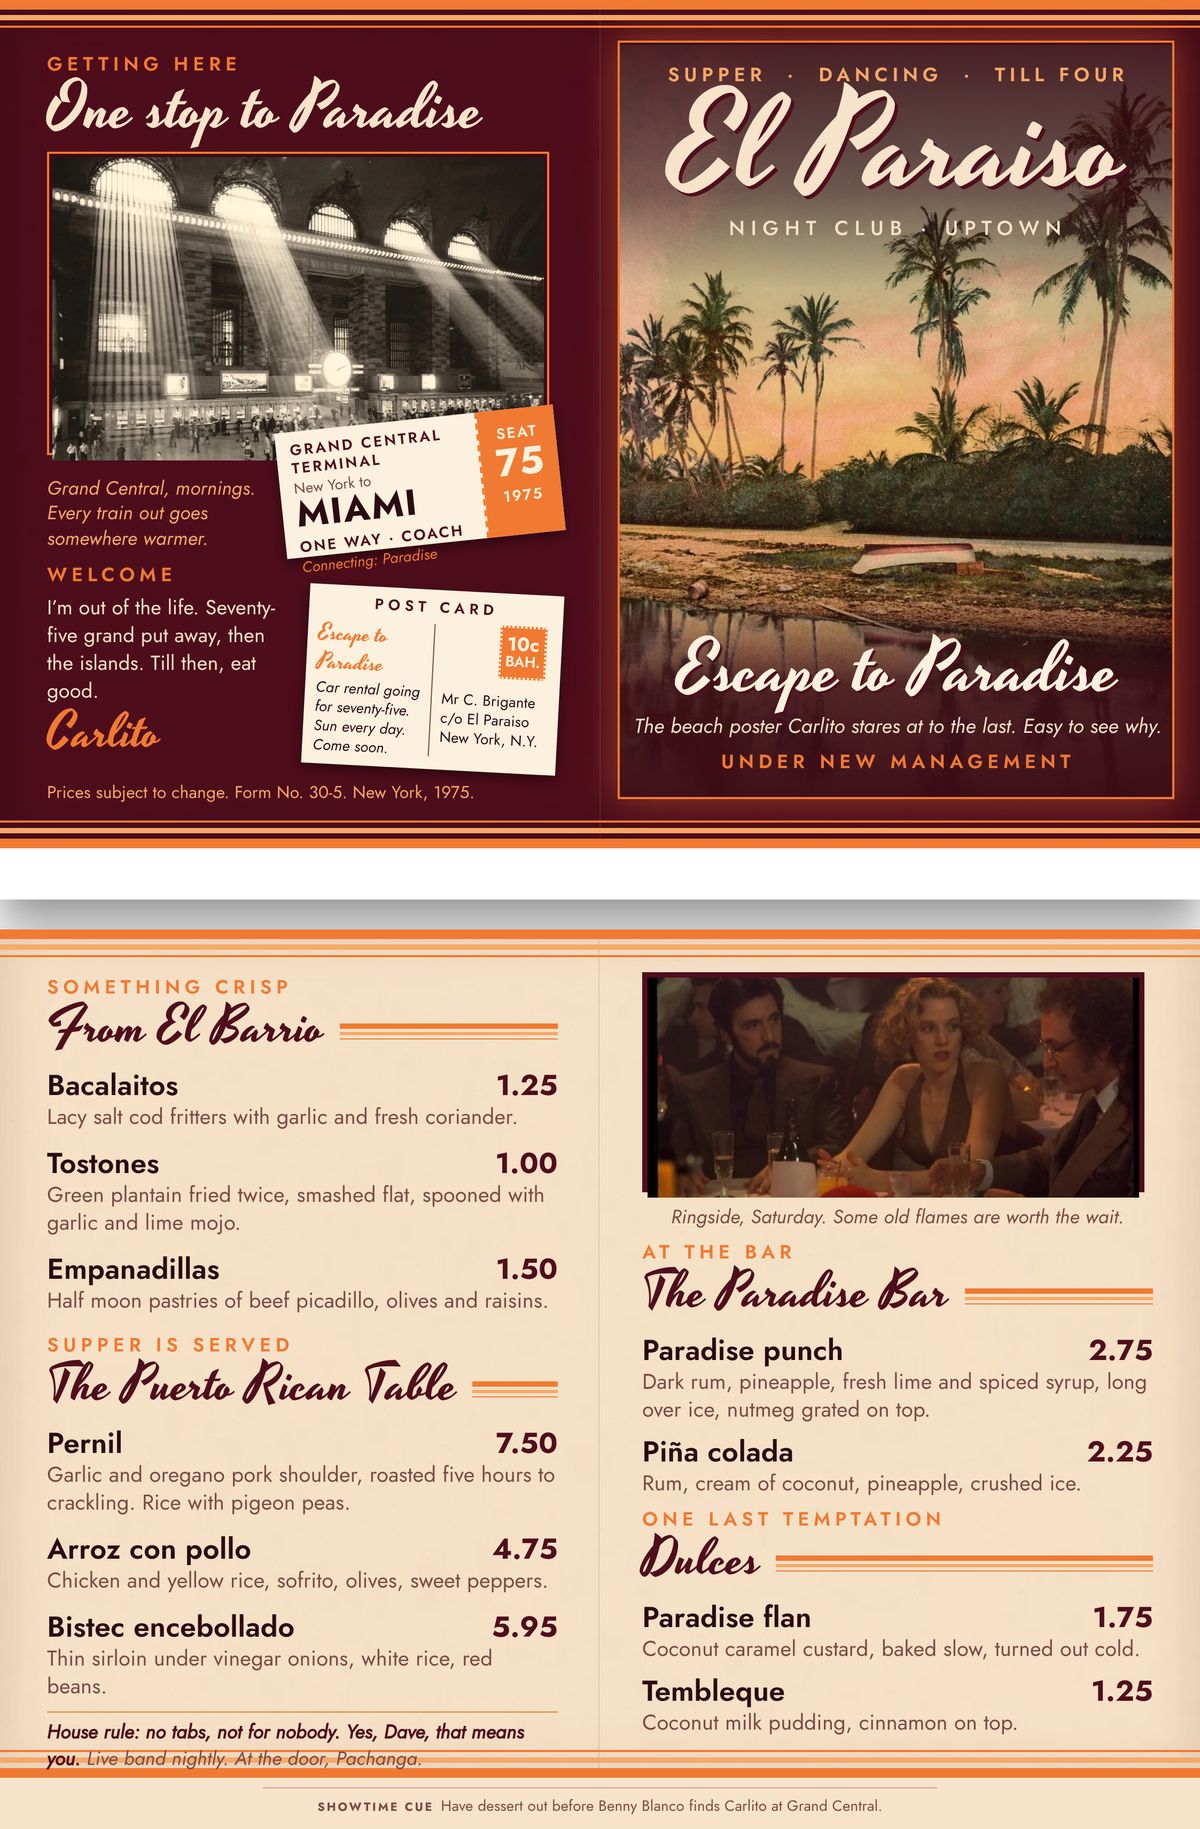 GETTING HERE
One stop to Paradise
GRAND CENTRAL
TERMINAL
New York to
MIAMI
ONE WAY · COACH
Connecting: Paradise
SEAT
75
1975
Grand Central, mornings.
Every train out goes
somewhere warmer.
WELCOME
I'm out of the life. Seventy-
five grand put away, then
the islands. Till then, eat
good.
Carlito
POST CARD
Escape to
Paradise
Car rental going
for seventy-five.
Sun every day.
Come soon.
10c
BAH.
Mr C. Brigante
c/o El Paraiso
New York, N.Y.
Prices subject to change. Form No. 30-5. New York, 1975.
SUPPER · DANCING · TILL FOUR
El Paraiso
NIGHT CLUB · UPTOWN
Escape to Paradise
The beach poster Carlito stares at to the last. Easy to see why.
UNDER NEW MANAGEMENT
SOMETHING CRISP
From El Barrio
Bacalaitos 1.25
Lacy salt cod fritters with garlic and fresh coriander.
Tostones 1.00
Green plantain fried twice, smashed flat, spooned with
garlic and lime mojo.
Empanadillas 1.50
Half moon pastries of beef picadillo, olives and raisins.
SUPPER IS SERVED
The Puerto Rican Table
Pernil 7.50
Garlic and oregano pork shoulder, roasted five hours to
crackling. Rice with pigeon peas.
Arroz con pollo 4.75
Chicken and yellow rice, sofrito, olives, sweet peppers.
Bistec encebollado 5.95
Thin sirloin under vinegar onions, white rice, red
beans.
House rule: no tabs, not for nobody. Yes, Dave, that means
you. Live band nightly. At the door, Pachanga.
Ringside, Saturday. Some old flames are worth the wait.
AT THE BAR
The Paradise Bar
Paradise punch 2.75
Dark rum, pineapple, fresh lime and spiced syrup, long
over ice, nutmeg grated on top.
Piña colada 2.25
Rum, cream of coconut, pineapple, crushed ice.
ONE LAST TEMPTATION
Dulces
Paradise flan 1.75
Coconut caramel custard, baked slow, turned out cold.
Tembleque 1.25
Coconut milk pudding, cinnamon on top.
SHOWTIME CUE Have dessert out before Benny Blanco finds Carlito at Grand Central.